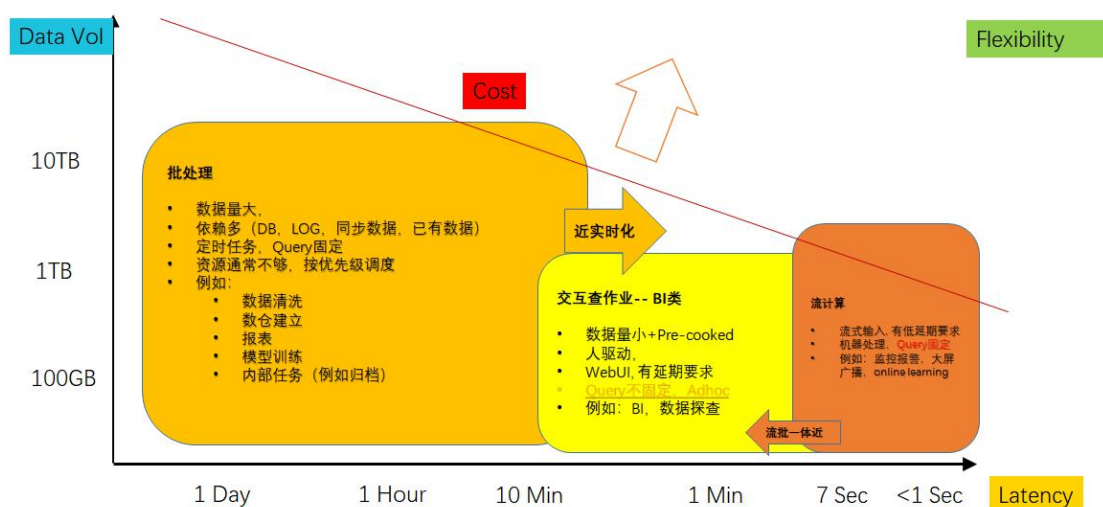 Data Vol
Flexibility
Cost
10TB
1TB
100GB
批处理
• 数据量大,
• 依赖多（DB、LOG、同步数据、已有数据）
• 定时任务、Query固定
• 资源通常不够，按优先级调度
• 例如：
• 数据清洗
• 数仓建立
• 报表
• 模型训练
• 内部任务（例如归档）
近实时化
交互查作业-- BI类
• 数据量小+Pre-cooked
• 人驱动,
• WebUI, 有延期要求
• Query不固定、Adhoc
• 例如：BI、数据探查
流计算
• 流式输入, 有低延期要求
• 机器处理、Query固定
• 例如：监控报警、大屏
广播、online learning
流批一体近
1 Day
1 Hour
10 Min
1 Min
7 Sec
<1 Sec
Latency